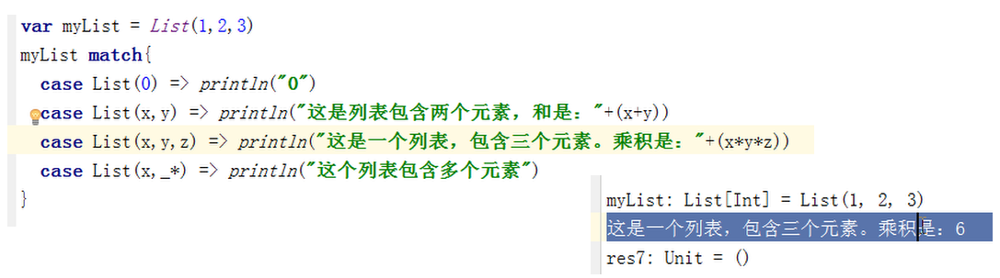 var myList = List(1,2,3)
myList match{
case List(0) => println("0")
case List(x,y) => println("这是列表包含两个元素，和是："+(x+y))
case List(x,y,z) => println("这是一个列表，包含三个元素。乘积是："+(x*y*z))
case List(x,_*) => println("这个列表包含多个元素")
}
myList: List[Int] = List(1, 2, 3)
这是一个列表，包含三个元素。乘积是：6
res7: Unit = ()